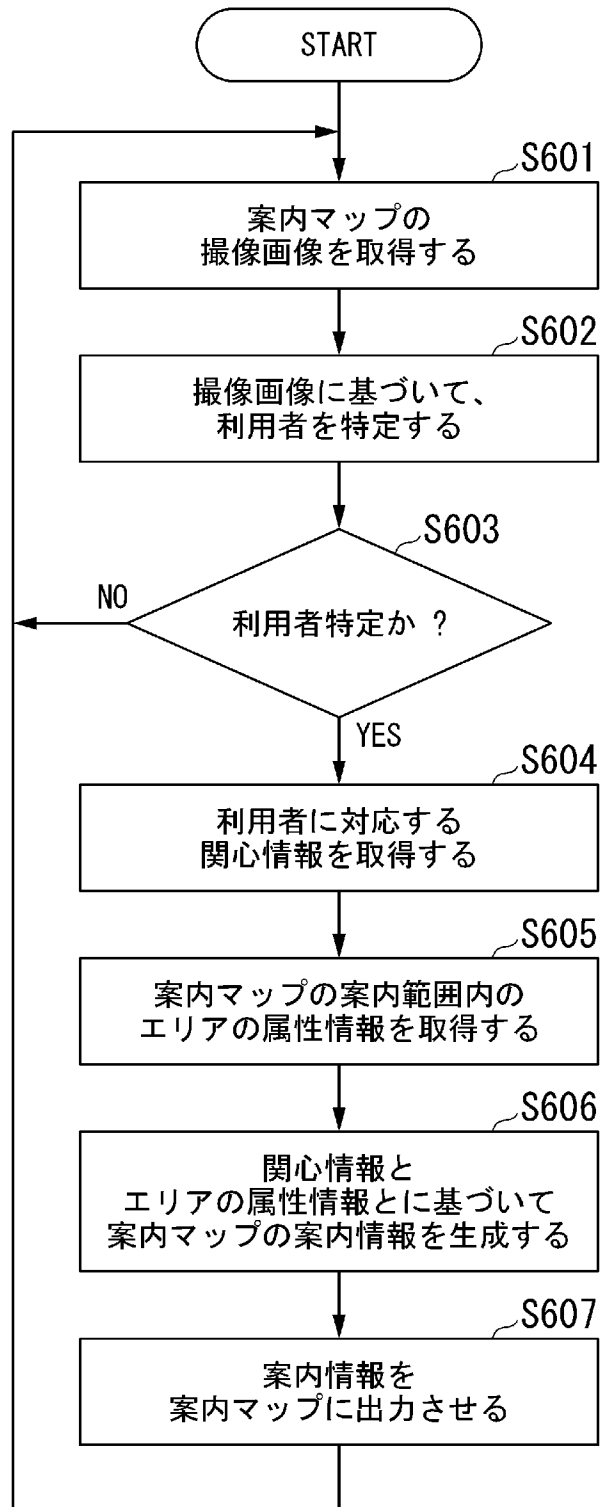 START
S601
案内マップの
撮像画像を取得する
S602
撮像画像に基づいて、
利用者を特定する
S603
NO
利用者特定か ?
YES
S604
利用者に対応する
関心情報を取得する
S605
案内マップの案内範囲内の
エリアの属性情報を取得する
S606
関心情報と
エリアの属性情報とに基づいて
案内マップの案内情報を生成する
S607
案内情報を
案内マップに出力させる